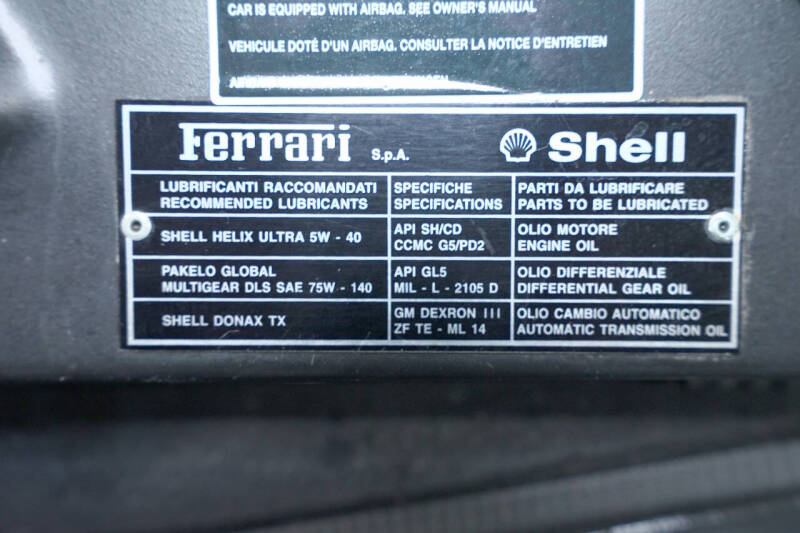 CAR IS EQUIPPED WITH AIRBAG. SEE OWNER'S MANUAL
VEHICULE DOTÉ D'UN AIRBAG. CONSULTER LA NOTICE D'ENTRETIEN
Ferrari S.p.A. Shell
LUBRIFICANTI RACCOMANDATI
RECOMMENDED LUBRICANTS
SPECIFICHE
SPECIFICATIONS
PARTI DA LUBRIFICARE
PARTS TO BE LUBRICATED
SHELL HELIX ULTRA 5W - 40
API SH/CD
CCMC G5/PD2
OLIO MOTORE
ENGINE OIL
PAKELO GLOBAL
MULTIGEAR DLS SAE 75W - 140
API GL5
MIL - L - 2105 D
OLIO DIFFERENZIALE
DIFFERENTIAL GEAR OIL
SHELL DONAX TX
GM DEXRON III
ZF TE - ML 14
OLIO CAMBIO AUTOMATICO
AUTOMATIC TRANSMISSION OIL